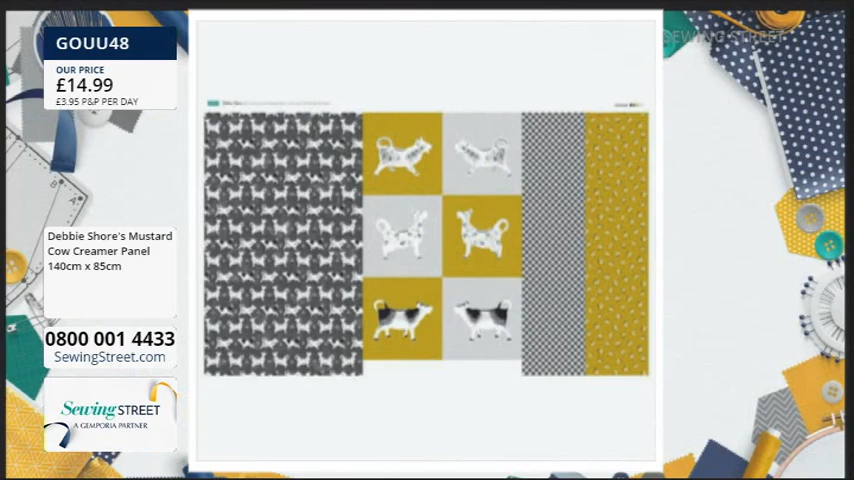 GOUU48
OUR PRICE
£14.99
£3.95 P&P PER DAY
SEWING STREET
Debbie Shore's Mustard
Cow Creamer Panel
140cm x 85cm
0800 001 4433
SewingStreet.com
Sewing STREET
A GEMPORIA PARTNER